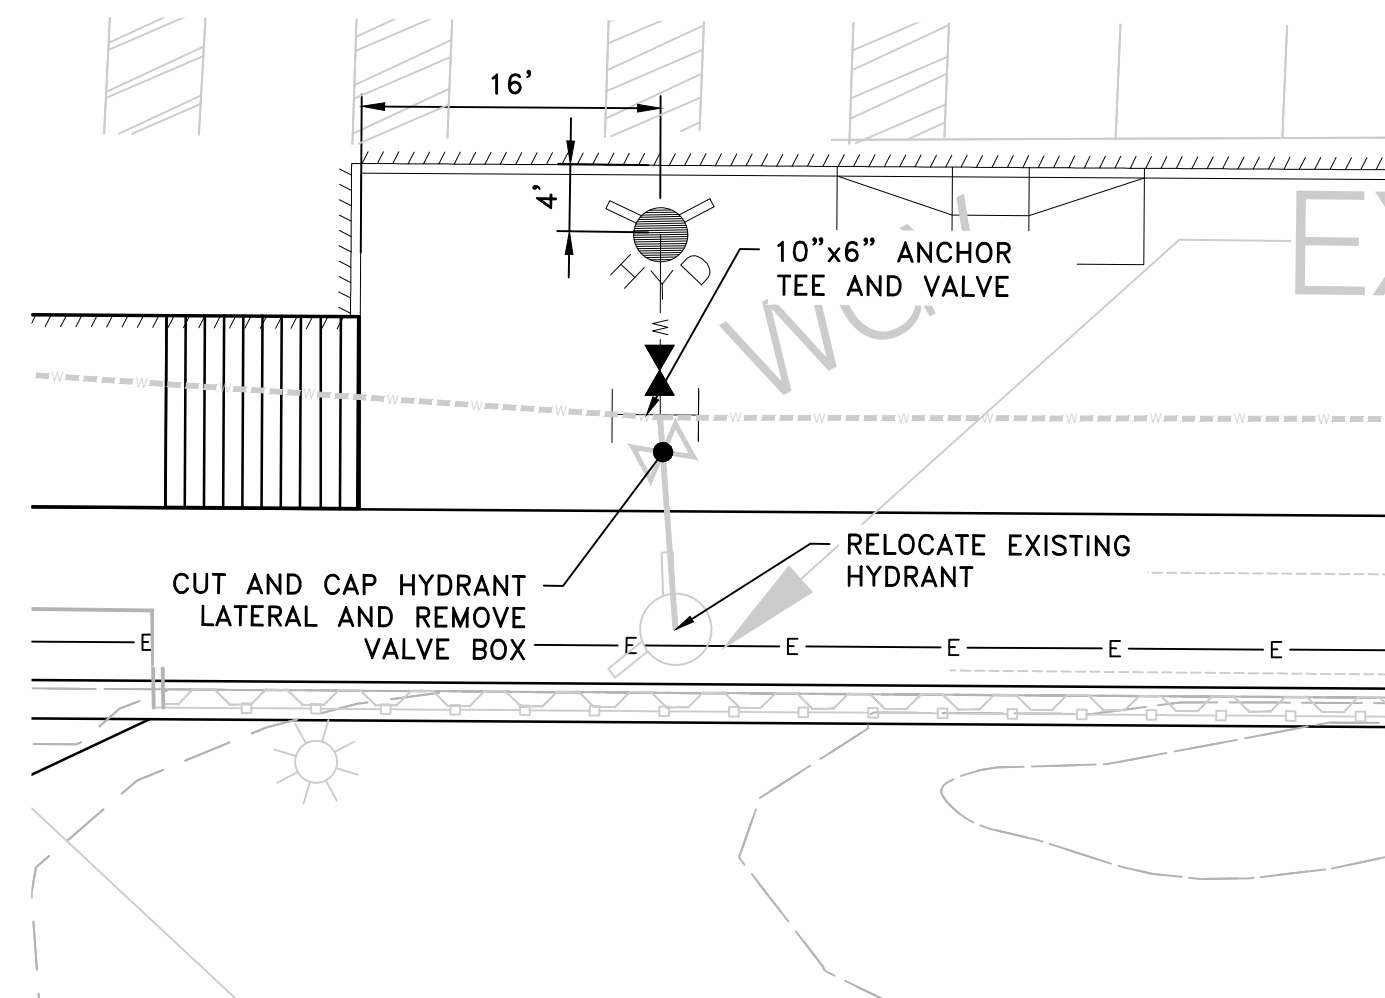 16’
4’
HYD
10”x6” ANCHOR
TEE AND VALVE
W
W W W W W W W W W W W W W W
RELOCATE EXISTING
HYDRANT
CUT AND CAP HYDRANT
LATERAL AND REMOVE
VALVE BOX
E E E E E E